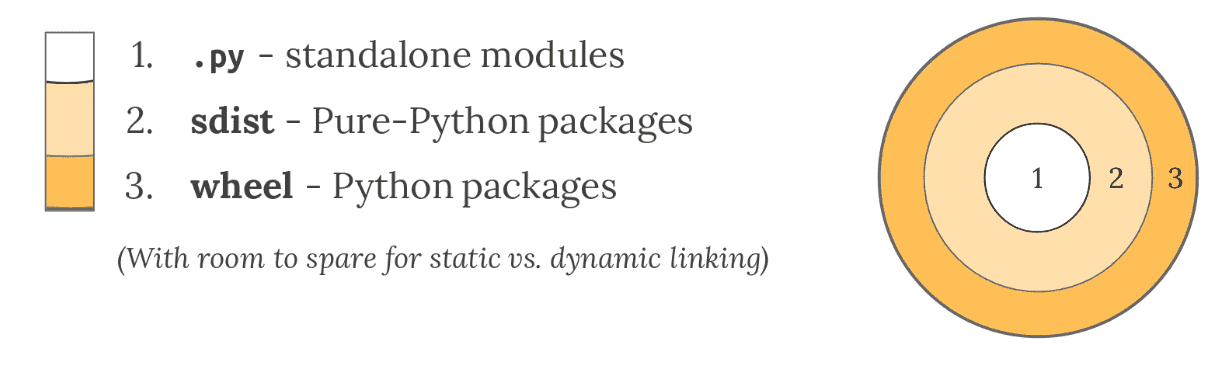 1. .py - standalone modules
2. sdist - Pure-Python packages
3. wheel - Python packages
(With room to spare for static vs. dynamic linking)
1 2 3